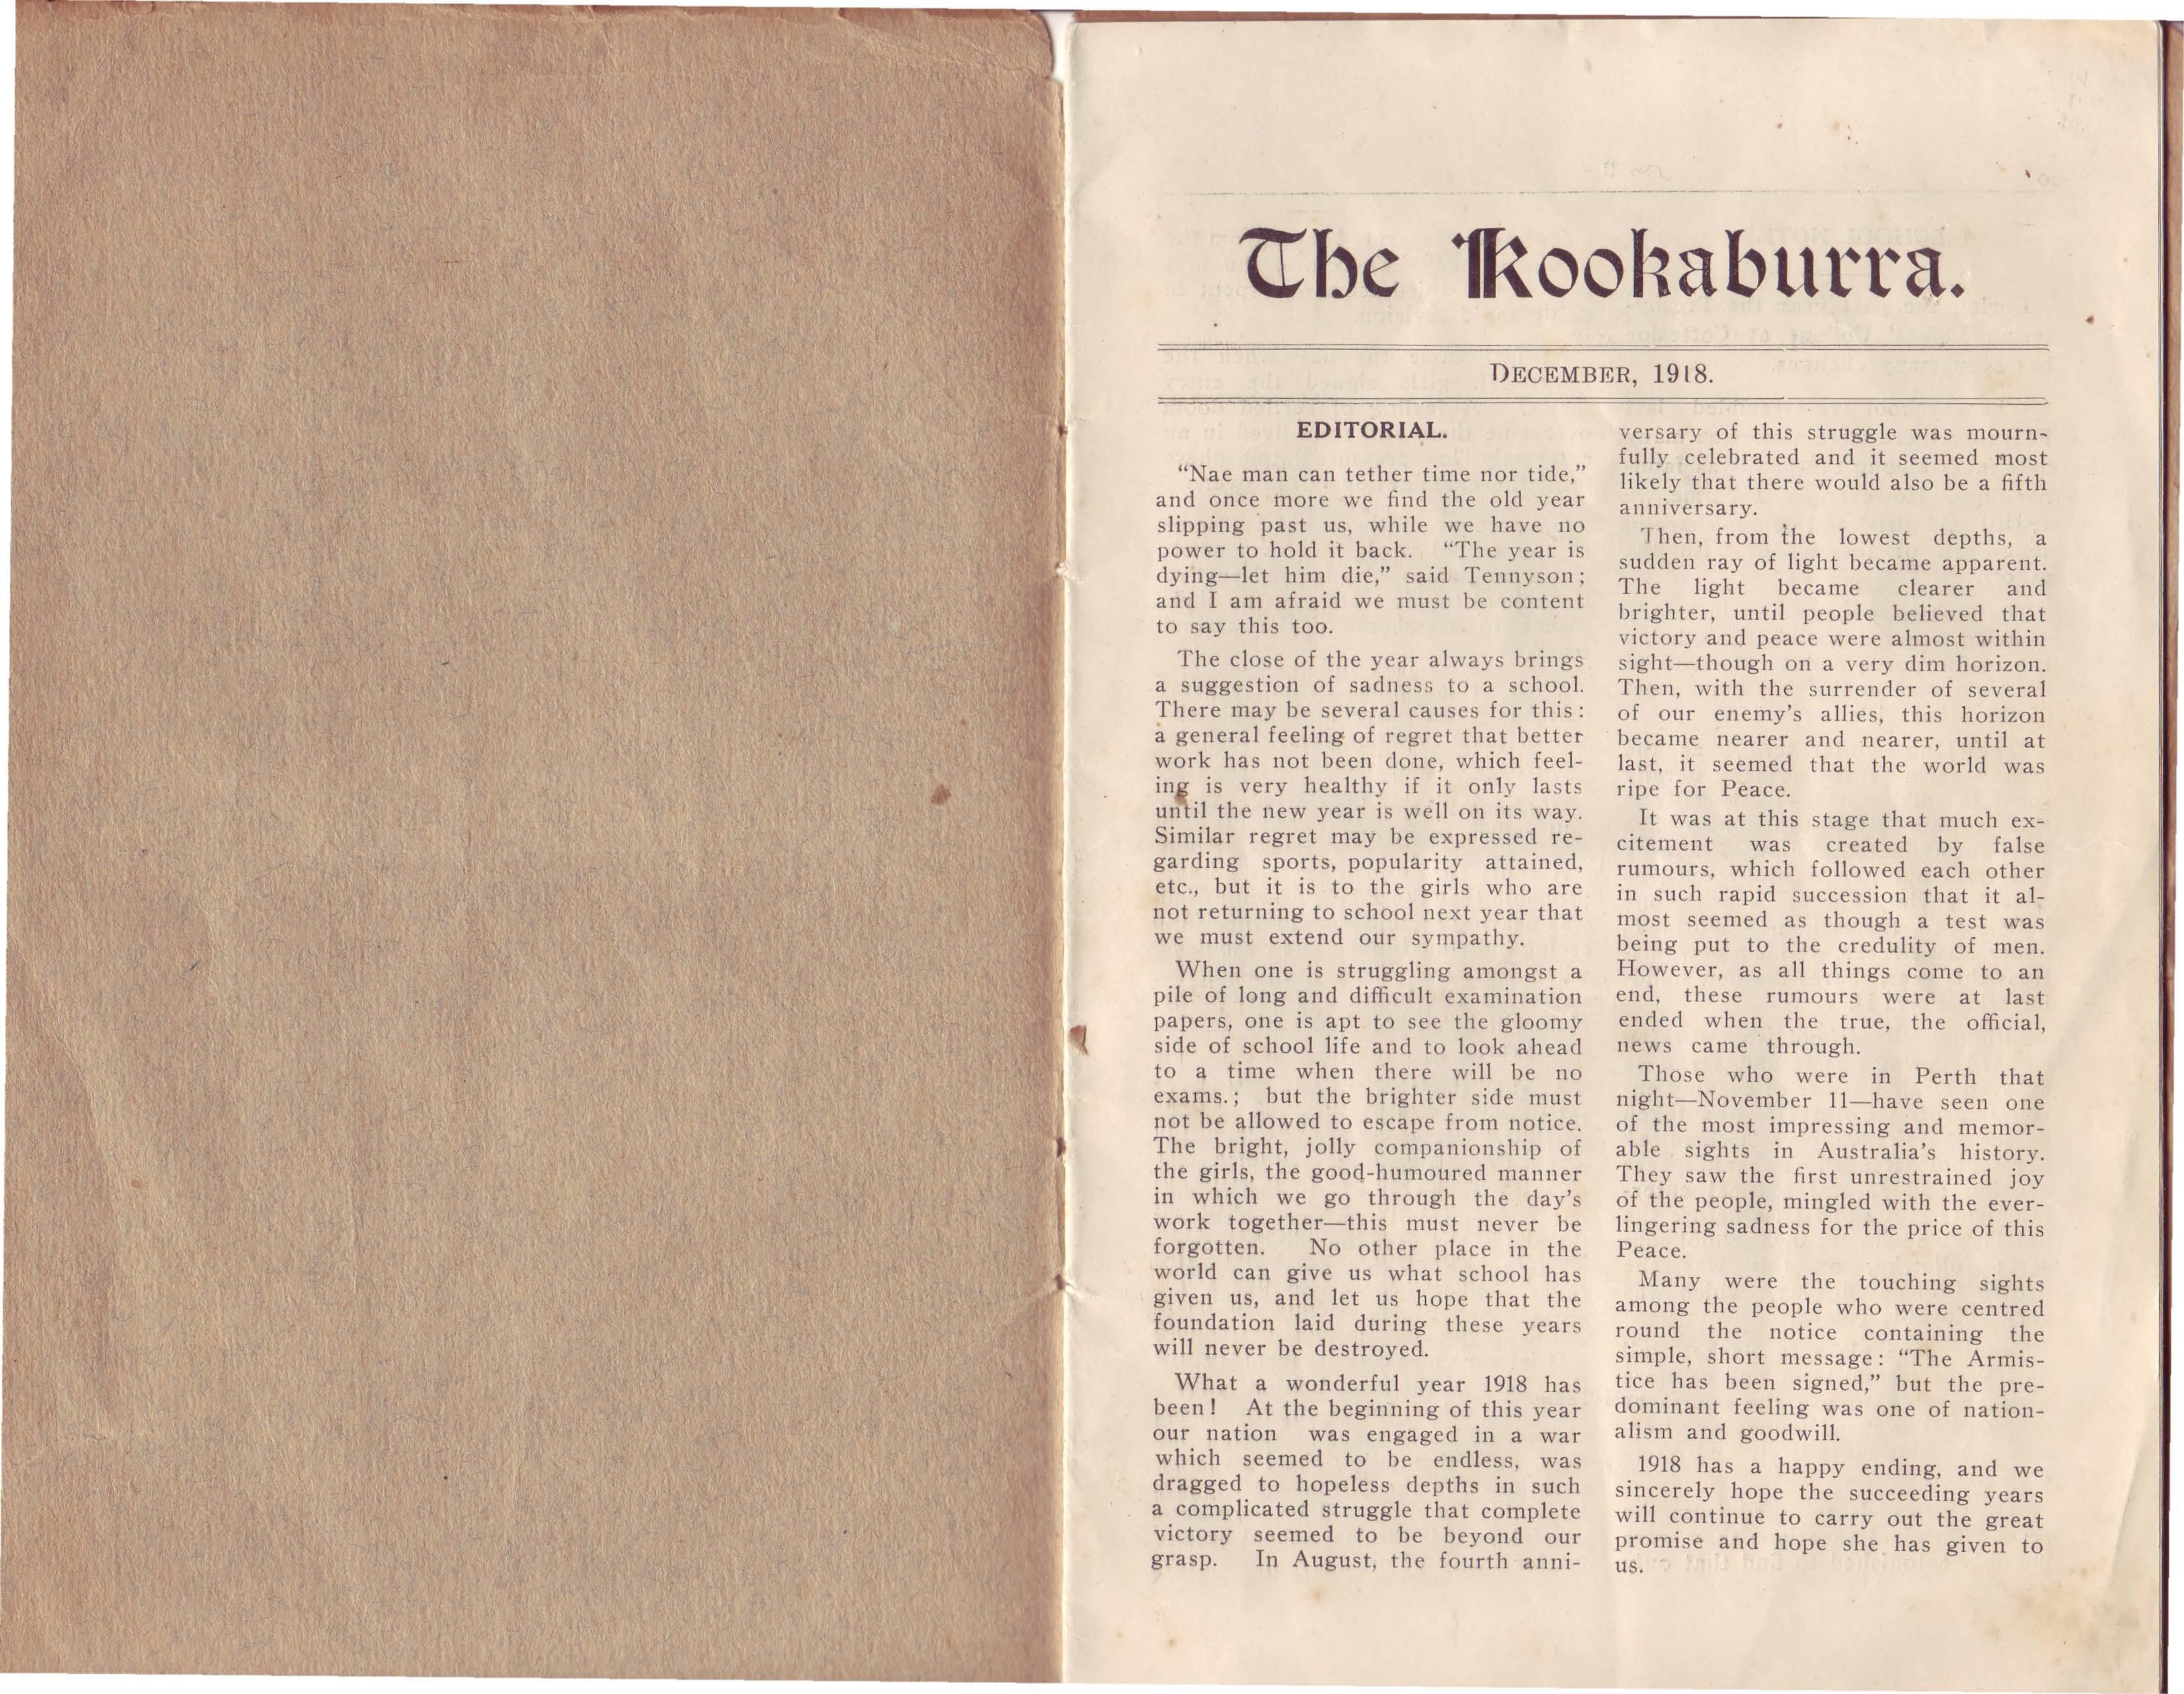 The Kookaburra.
DECEMBER, 1918.
EDITORIAL.
"Nae man can tether time nor tide,"
and once more we find the old year
slipping past us, while we have no
power to hold it back. "The year is
dying—let him die," said Tennyson;
and I am afraid we must be content
to say this too.
The close of the year always brings
a suggestion of sadness to a school.
There may be several causes for this:
a general feeling of regret that better
work has not been done, which feel-
ing is very healthy if it only lasts
until the new year is well on its way.
Similar regret may be expressed re-
garding sports, popularity attained,
etc., but it is to the girls who are
not returning to school next year that
we must extend our sympathy.
When one is struggling amongst a
pile of long and difficult examination
papers, one is apt to see the gloomy
side of school life and to look ahead
to a time when there will be no
exams.; but the brighter side must
not be allowed to escape from notice.
The bright, jolly companionship of
the girls, the good-humoured manner
in which we go through the day's
work together—this must never be
forgotten. No other place in the
world can give us what school has
given us, and let us hope that the
foundation laid during these years
will never be destroyed.
What a wonderful year 1918 has
been! At the beginning of this year
our nation was engaged in a war
which seemed to be endless, was
dragged to hopeless depths in such
a complicated struggle that complete
victory seemed to be beyond our
grasp. In August, the fourth anni-
versary of this struggle was mourn-
fully celebrated and it seemed most
likely that there would also be a fifth
anniversary.
Then, from the lowest depths, a
sudden ray of light became apparent.
The light became clearer and
brighter, until people believed that
victory and peace were almost within
sight—though on a very dim horizon.
Then, with the surrender of several
of our enemy's allies, this horizon
became nearer and nearer, until at
last, it seemed that the world was
ripe for Peace.
It was at this stage that much ex-
citement was created by false
rumours, which followed each other
in such rapid succession that it al-
most seemed as though a test was
being put to the credulity of men.
However, as all things come to an
end, these rumours were at last
ended when the true, the official,
news came through.
Those who were in Perth that
night—November 11—have seen one
of the most impressing and memor-
able sights in Australia's history.
They saw the first unrestrained joy
of the people, mingled with the ever-
lingering sadness for the price of this
Peace.
Many were the touching sights
among the people who were centred
round the notice containing the
simple, short message: "The Armis-
tice has been signed," but the pre-
dominant feeling was one of nation-
alism and goodwill.
1918 has a happy ending, and we
sincerely hope the succeeding years
will continue to carry out the great
promise and hope she has given to
us.